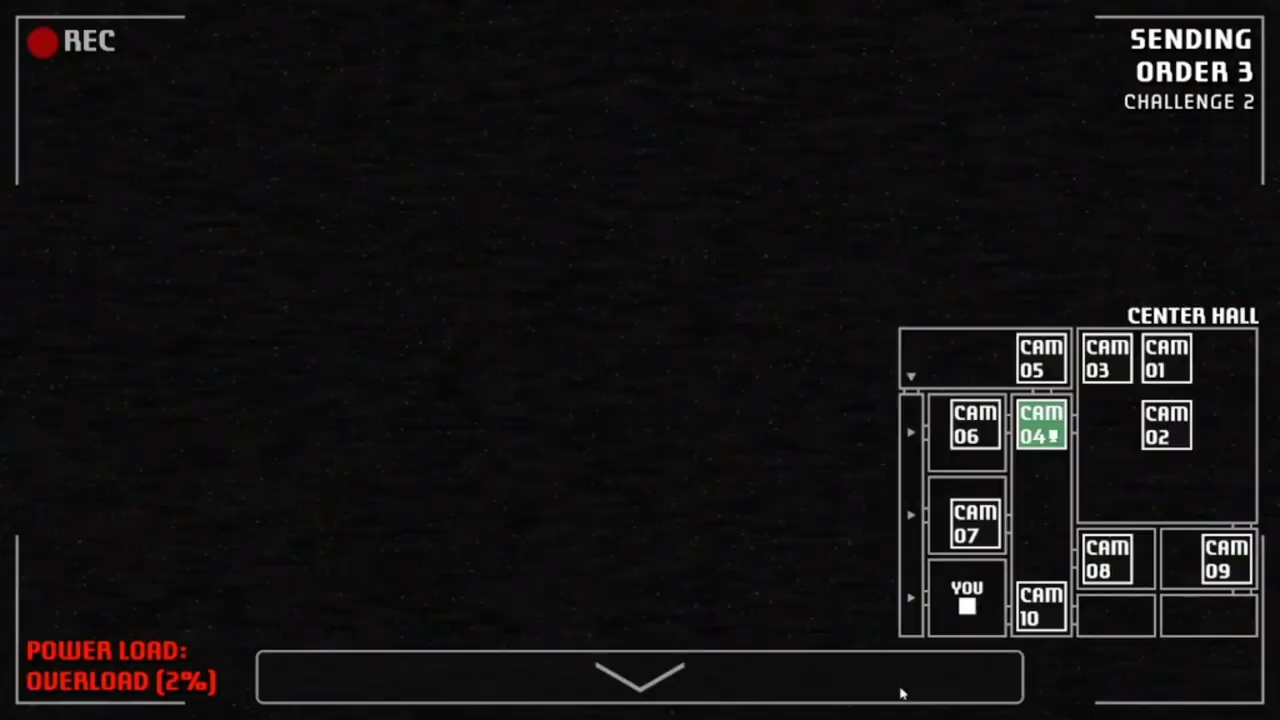 REC
SENDING
ORDER 3
CHALLENGE 2
CENTER HALL
CAM
05
CAM
03
CAM
01
CAM
06
CAM
04
CAM
02
CAM
07
CAM
08
CAM
09
YOU
CAM
10
POWER LOAD:
OVERLOAD (2%)